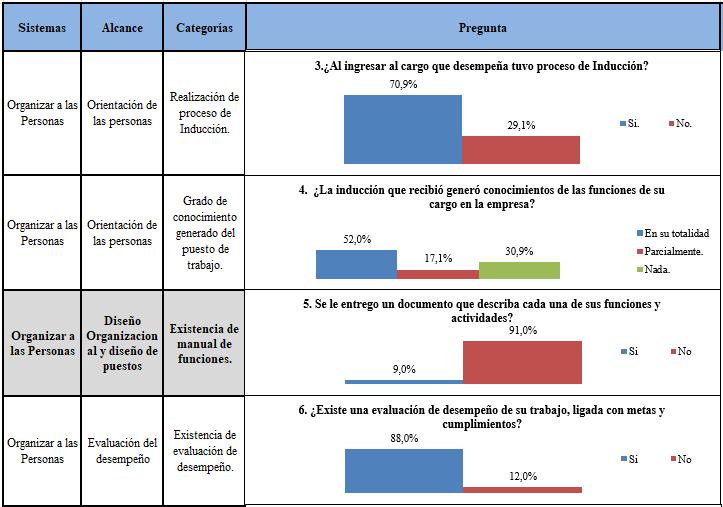 Sistemas
Alcance
Categorías
Pregunta
Organizar a las
Personas
Orientación de
las personas
Realización de
proceso de
Inducción.
3.¿Al ingresar al cargo que desempeña tuvo proceso de Inducción?
70,9%
29,1%
Si.
No.
Organizar a las
Personas
Orientación de
las personas
Grado de
conocimiento
generado del
puesto de
trabajo.
4. ¿La inducción que recibió generó conocimientos de las funciones de su
cargo en la empresa?
52,0%
17,1%
30,9%
En su totalidad
Parcialmente.
Nada.
Organizar a
las Personas
Diseño
Organizacion
al y diseño de
puestos
Existencia de
manual de
funciones.
5. Se le entrego un documento que describa cada una de sus funciones y
actividades?
9,0%
91,0%
Si
No
Organizar a las
Personas
Evaluación del
desempeño
Existencia de
evaluación de
desempeño.
6. ¿Existe una evaluación de desempeño de su trabajo, ligada con metas y
cumplimientos?
88,0%
12,0%
Si
No